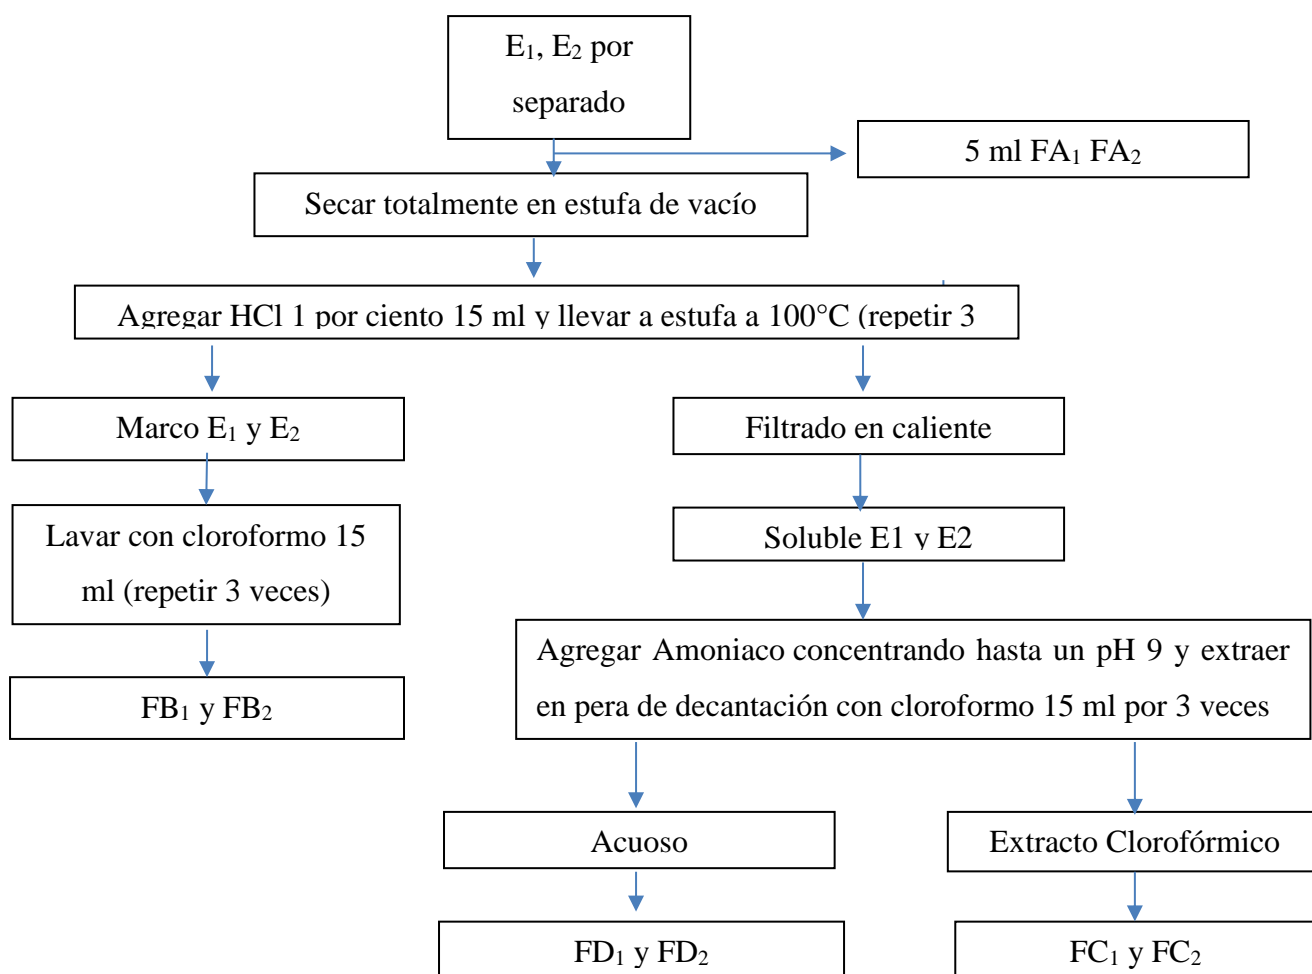 E₁, E₂ por
separado
5 ml FA₁ FA₂
Secar totalmente en estufa de vacío
Agregar HCl 1 por ciento 15 ml y llevar a estufa a 100°C (repetir 3
Marco E₁ y E₂
Filtrado en caliente
Lavar con cloroformo 15
ml (repetir 3 veces)
Soluble E1 y E2
FB₁ y FB₂
Agregar Amoniaco concentrando hasta un pH 9 y extraer
en pera de decantación con cloroformo 15 ml por 3 veces
Acuoso
Extracto Clorofórmico
FD₁ y FD₂
FC₁ y FC₂